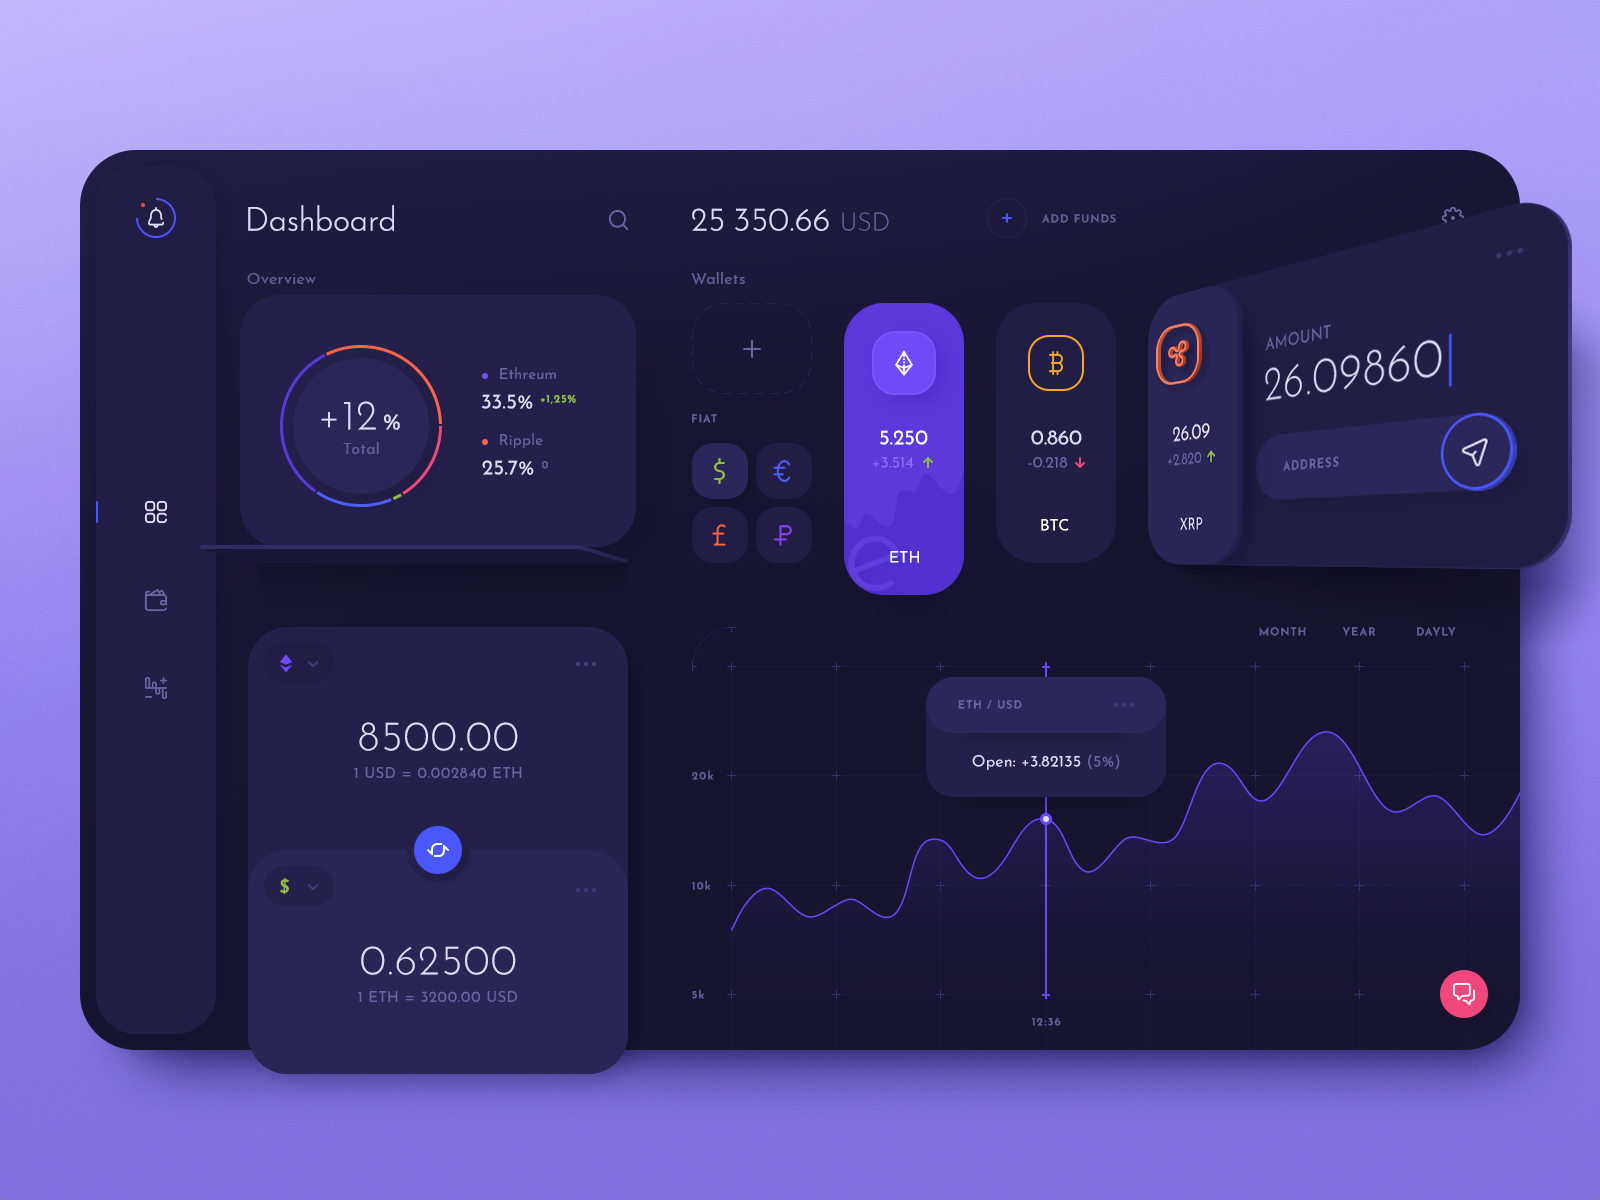 Dashboard
25 350.66 USD
+ ADD FUNDS
Overview
+12 %
Total
Ethreum
33.5% +1,25%
Ripple
25.7% 0
Wallets
+
FIAT
$ €
£ ₽
5.250
+3.514
ETH
₿
0.860
-0.218
BTC
26.09
+2.820
XRP
AMOUNT
26.09860
ADDRESS
8500.00
1 USD = 0.002840 ETH
$
0.62500
1 ETH = 3200.00 USD
MONTH YEAR DAYLY
ETH / USD
Open: +3.82135 (5%)
20k
10k
5k
12:36